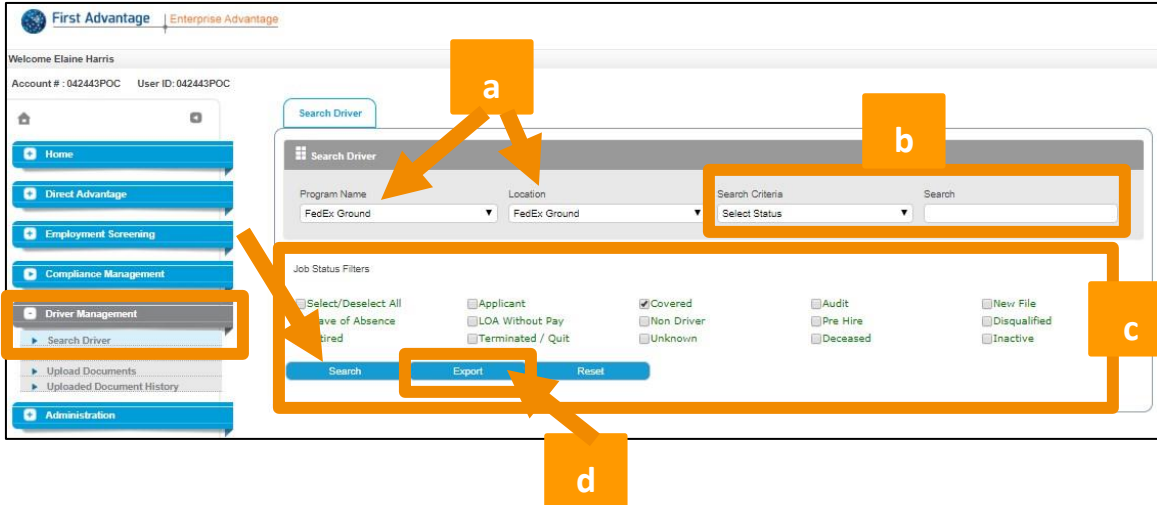 First Advantage | Enterprise Advantage
Welcome Elaine Harris
Account # : 042443POC User ID: 042443POC
a
Search Driver
b
Home
Search Driver
Direct Advantage
Program Name Location Search Criteria Search
FedEx Ground FedEx Ground Select Status
Employment Screening
Compliance Management
Job Status Filters
Select/Deselect All Applicant Covered Audit New File
Driver Management
ave of Absence LOA Without Pay Non Driver Pre Hire Disqualified
c
Search Driver
tired Terminated / Quit Unknown Deceased Inactive
Upload Documents
Search Export Reset
Uploaded Document History
Administration
d